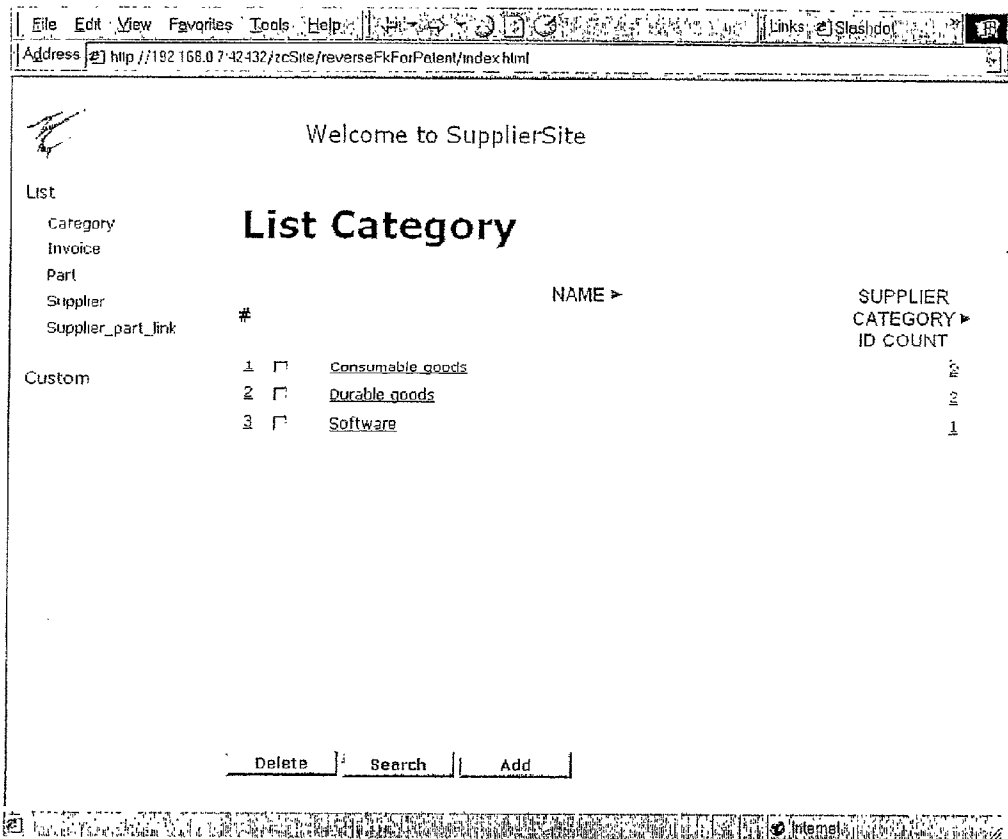 File Edit View Favorites Tools Help Links Slashdot
Address http://192.168.0.7:42432/zcSite/reverseFkForPatent/index.html
Welcome to SupplierSite
List
Category
Invoice
Part
Supplier
Supplier_part_link
Custom
List Category
# NAME SUPPLIER CATEGORY ID COUNT
1 Consumable goods 2
2 Durable goods 2
3 Software 1
Delete Search Add
Internet